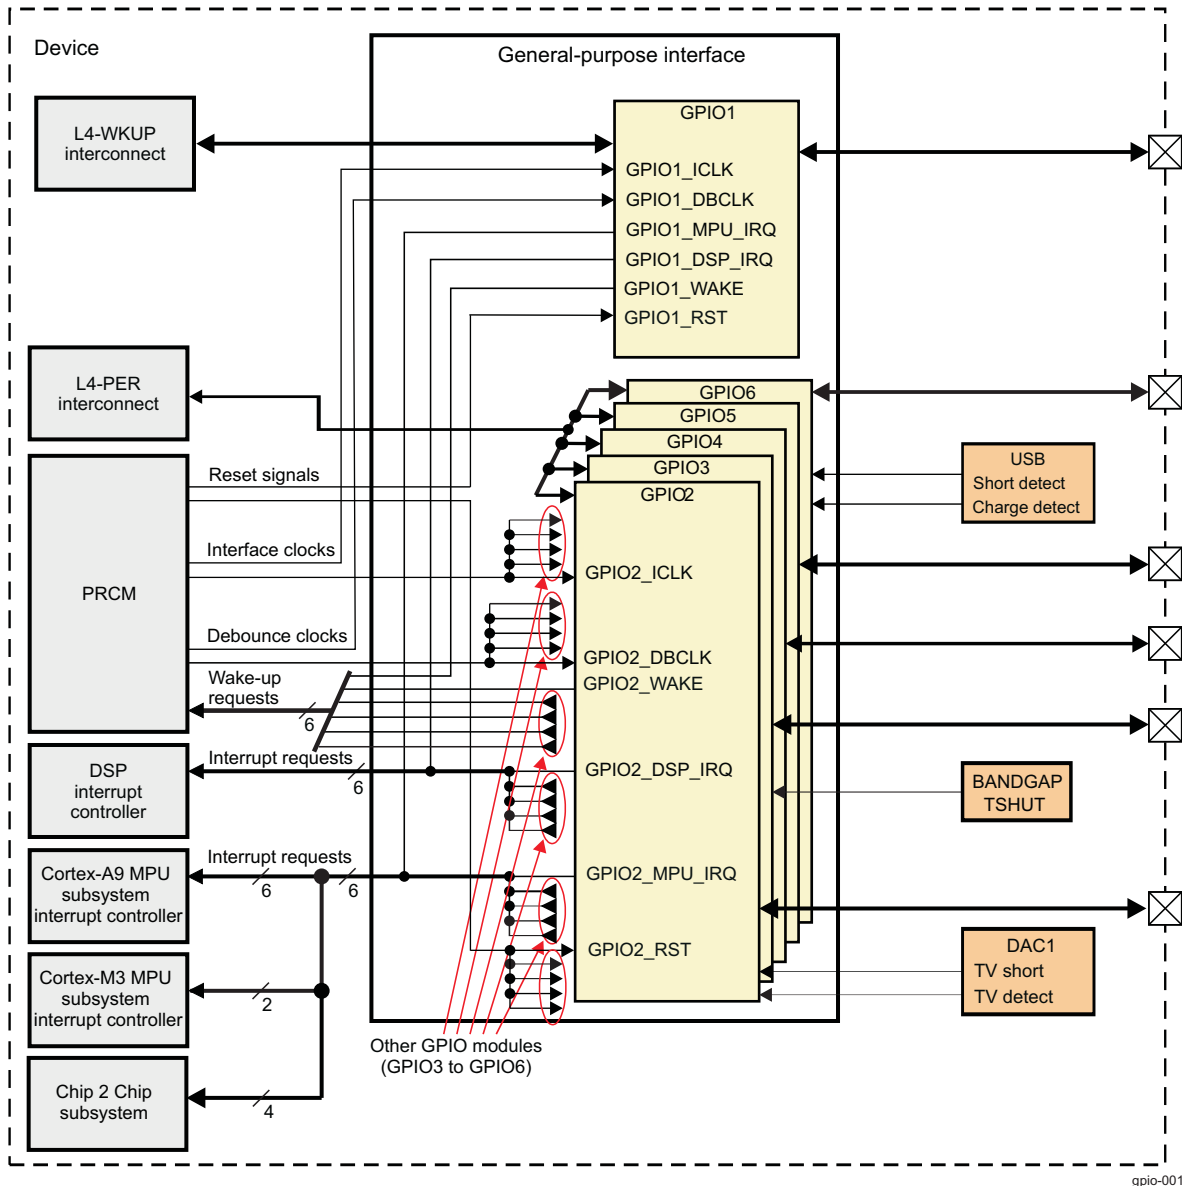 Device
General-purpose interface
L4-WKUP
interconnect
GPIO1
GPIO1_ICLK
GPIO1_DBCLK
GPIO1_MPU_IRQ
GPIO1_DSP_IRQ
GPIO1_WAKE
GPIO1_RST
L4-PER
interconnect
GPIO6
GPIO5
GPIO4
GPIO3
GPIO2
USB
Short detect
Charge detect
PRCM
Reset signals
Interface clocks
Debounce clocks
Wake-up
requests
6
GPIO2_ICLK
GPIO2_DBCLK
GPIO2_WAKE
DSP
interrupt
controller
Interrupt requests
6
GPIO2_DSP_IRQ
BANDGAP
TSHUT
Cortex-A9 MPU
subsystem
interrupt controller
Interrupt requests
6
6
GPIO2_MPU_IRQ
GPIO2_RST
DAC1
TV short
TV detect
Cortex-M3 MPU
subsystem
interrupt controller
2
Other GPIO modules
(GPIO3 to GPIO6)
Chip 2 Chip
subsystem
4
gpio-001